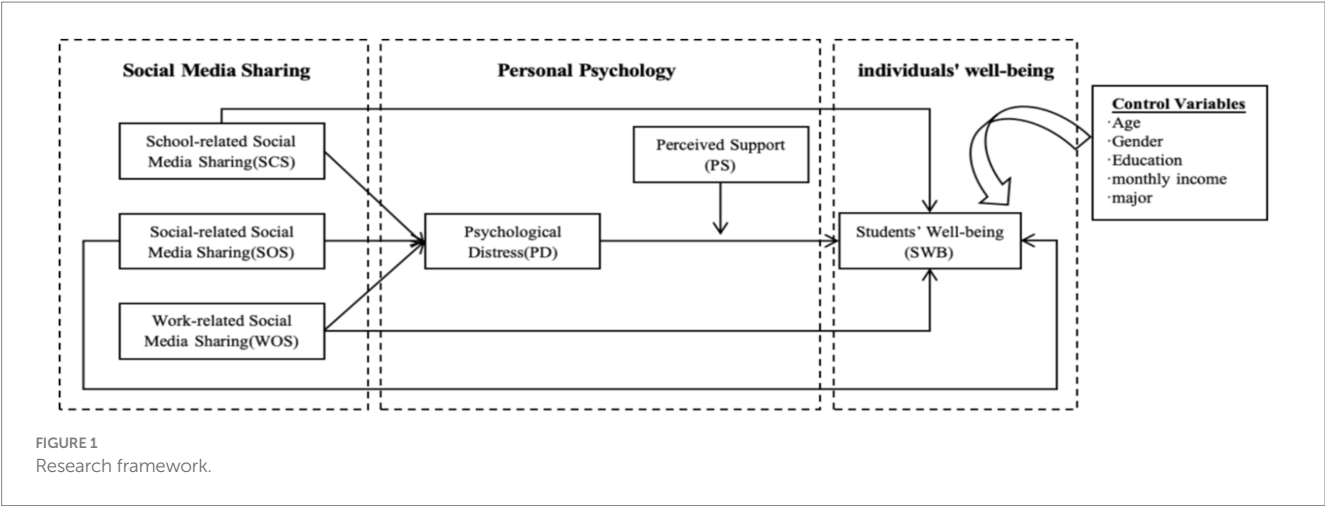 Social Media Sharing
Personal Psychology
individuals' well-being
School-related Social
Media Sharing(SCS)
Social-related Social
Media Sharing(SOS)
Work-related Social
Media Sharing(WOS)
Psychological
Distress(PD)
Perceived Support
(PS)
Students’ Well-being
(SWB)
Control Variables
·Age
·Gender
·Education
·monthly income
·major
FIGURE 1
Research framework.